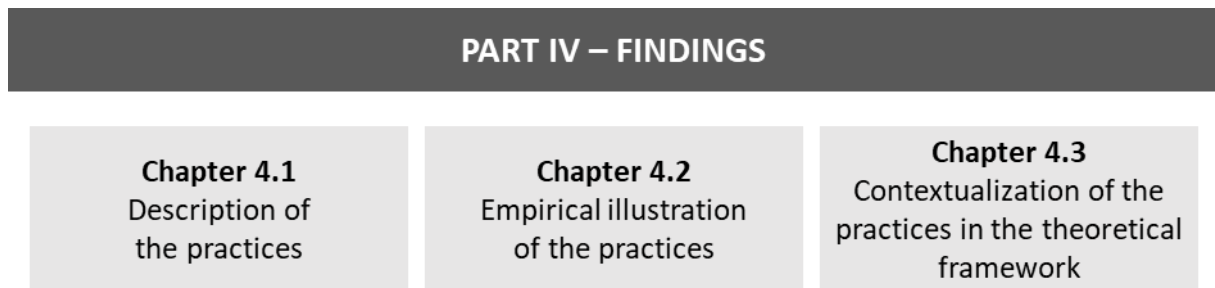 PART IV – FINDINGS
Chapter 4.1
Description of
the practices
Chapter 4.2
Empirical illustration
of the practices
Chapter 4.3
Contextualization of the
practices in the theoretical
framework